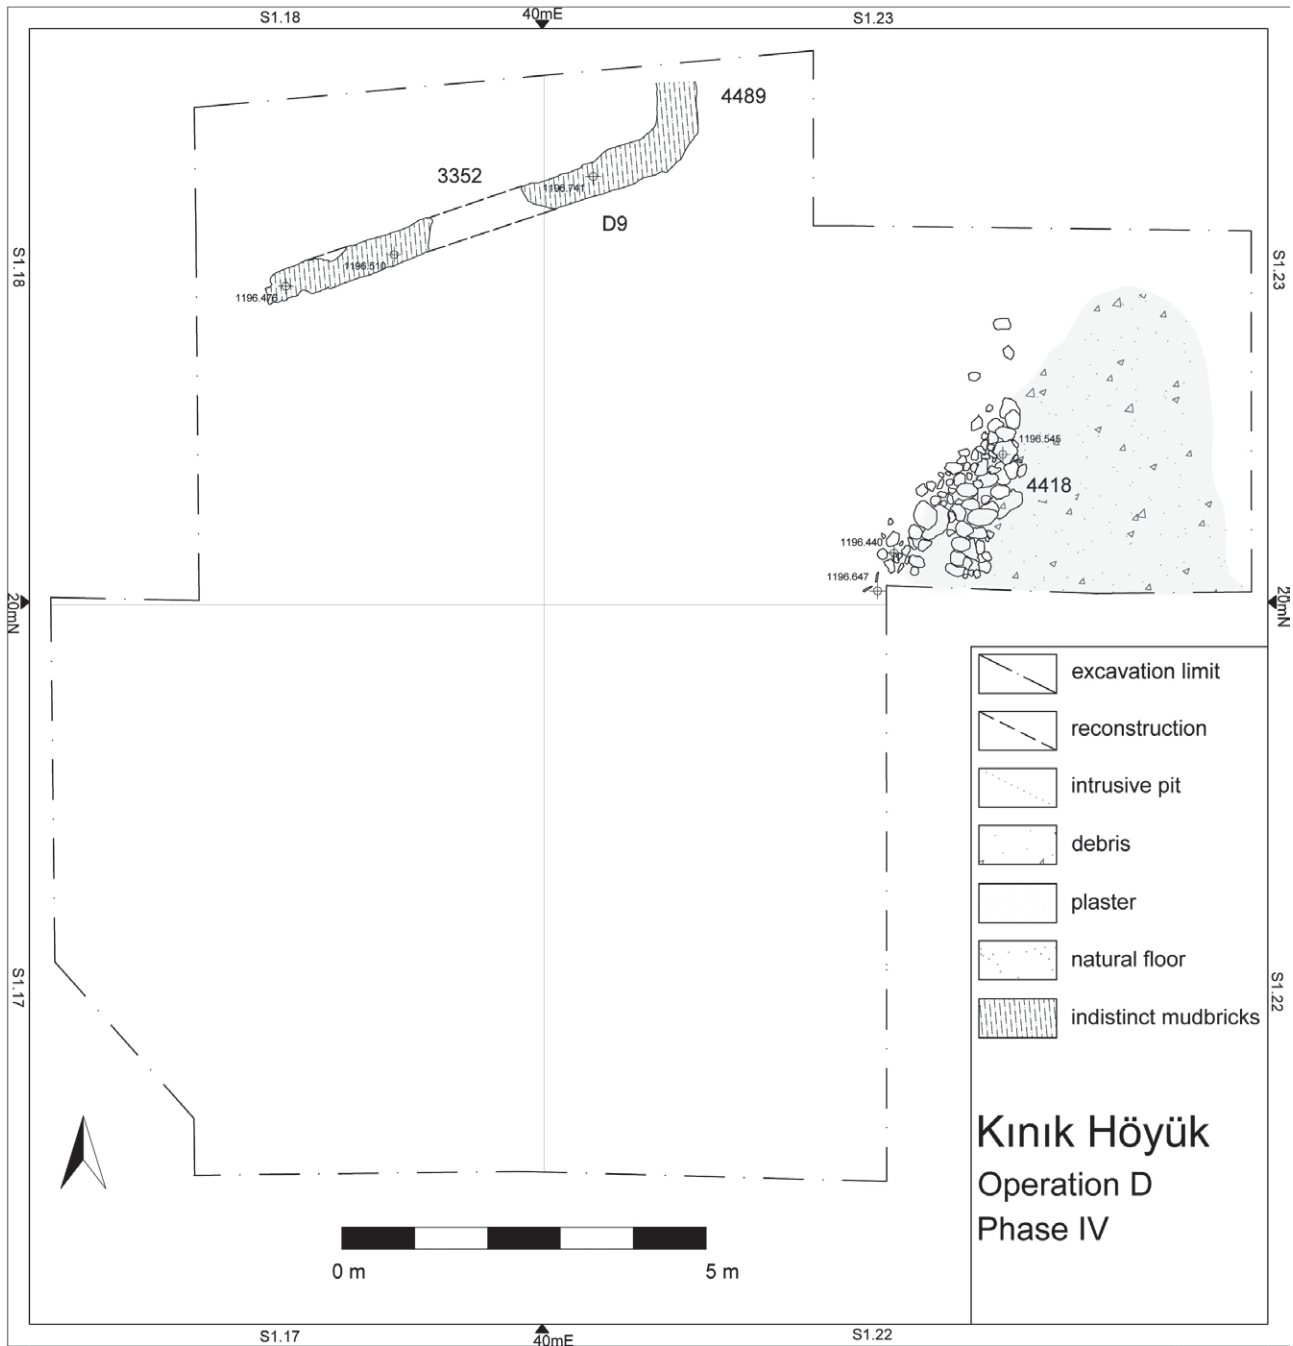 S1.18
40mE
S1.23
4489
3352
1196.741
D9
S1.18
S1.23
1196.510
1196.476
1196.545
4418
1196.440
1196.647
20mN
20mN
excavation limit
reconstruction
intrusive pit
debris
plaster
natural floor
S1.17
S1.22
indistinct mudbricks
Kınık Höyük
Operation D
Phase IV
0 m
5 m
S1.17
40mE
S1.22